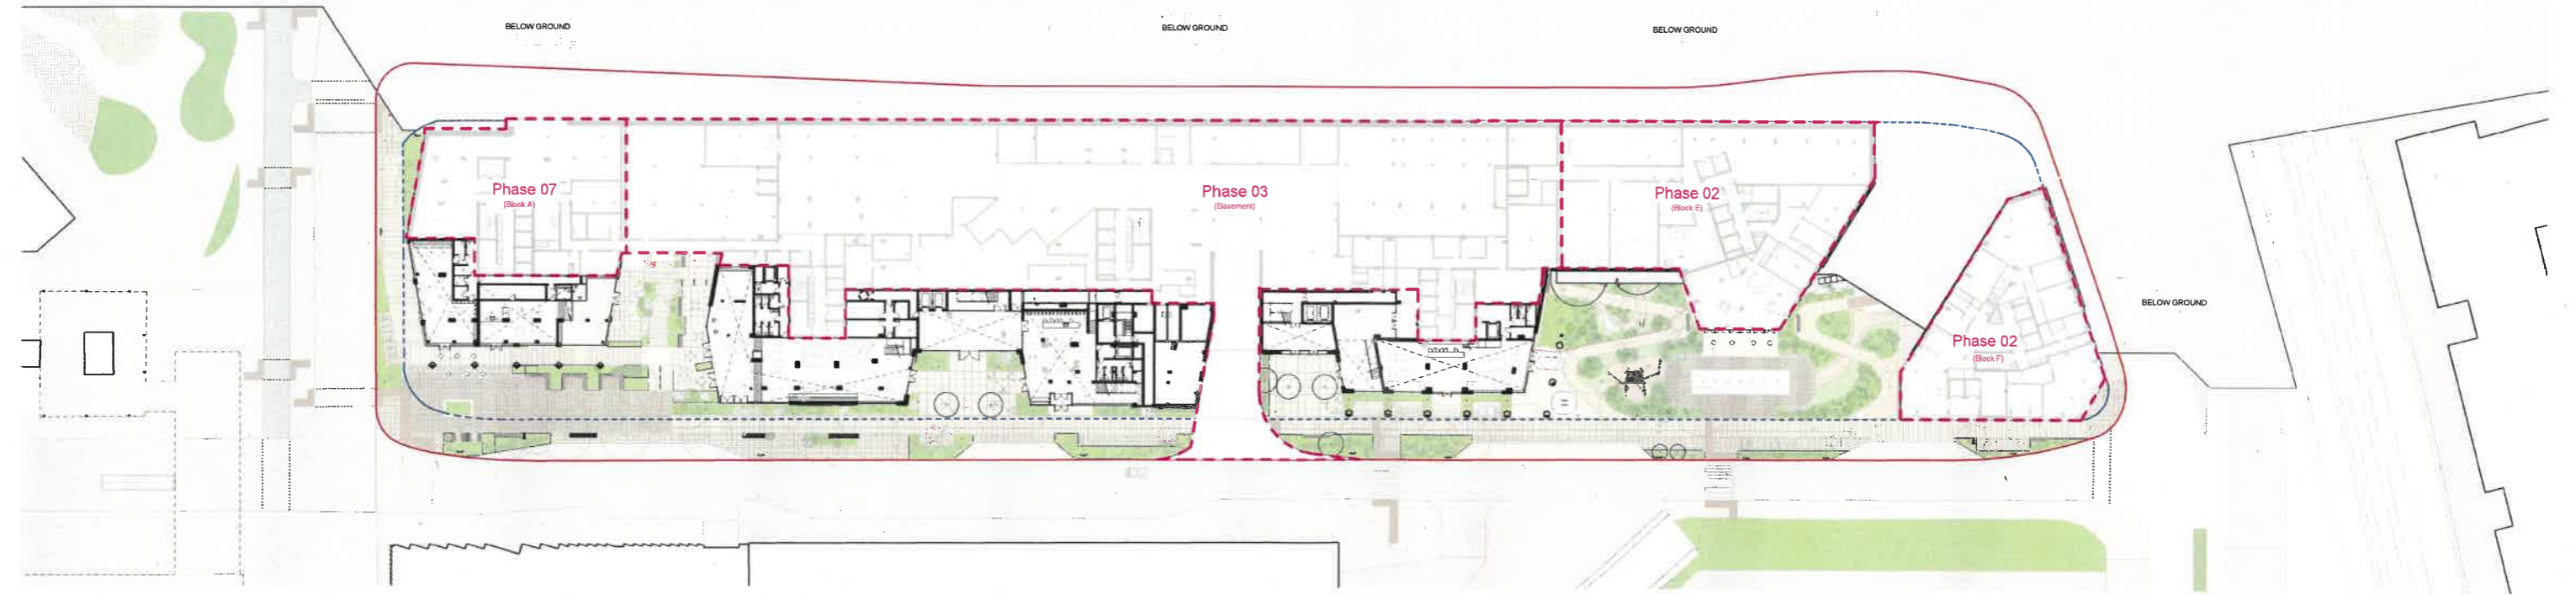 BELOW GROUND
BELOW GROUND
BELOW GROUND
Phase 07
(Block A)
Phase 03
(Basement)
Phase 02
(Block E)
BELOW GROUND
Phase 02
(Block F)